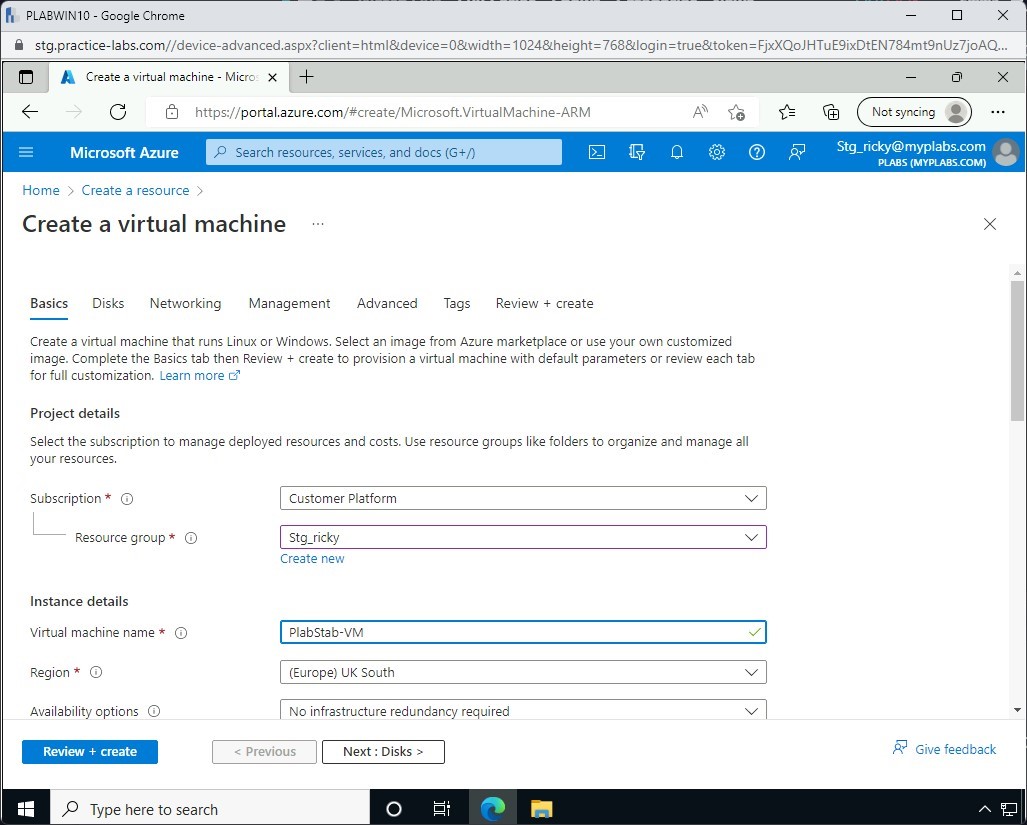 PLABWIN10 - Google Chrome
stg.practice-labs.com//device-advanced.aspx?client=html&device=0&width=1024&height=768&login=true&token=FjxXQoJHTuE9ixDtEN784mt9nUz7joAQ...
Create a virtual machine - Micros
https://portal.azure.com/#create/Microsoft.VirtualMachine-ARM
Not syncing
Microsoft Azure
Search resources, services, and docs (G+/)
Stg_ricky@myplabs.com
PLABS (MYPLABS.COM)
Home > Create a resource >
Create a virtual machine ...
Basics Disks Networking Management Advanced Tags Review + create
Create a virtual machine that runs Linux or Windows. Select an image from Azure marketplace or use your own customized
image. Complete the Basics tab then Review + create to provision a virtual machine with default parameters or review each tab
for full customization. Learn more
Project details
Select the subscription to manage deployed resources and costs. Use resource groups like folders to organize and manage all
your resources.
Subscription *
Customer Platform
Resource group *
Stg_ricky
Create new
Instance details
Virtual machine name *
PlabStab-VM
Region *
(Europe) UK South
Availability options
No infrastructure redundancy required
Review + create
< Previous
Next : Disks >
Give feedback
Type here to search